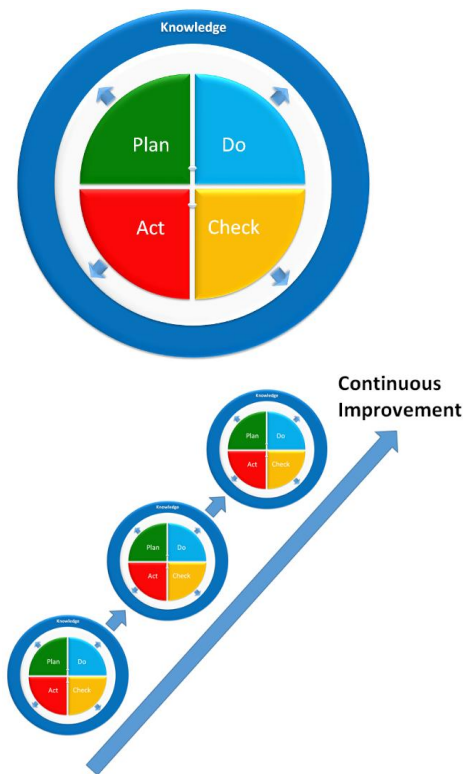 Knowledge
Plan Do
Act Check
Continuous
Improvement
Knowledge
Plan Do
Act Check
Knowledge
Plan Do
Act Check
Knowledge
Plan Do
Act Check